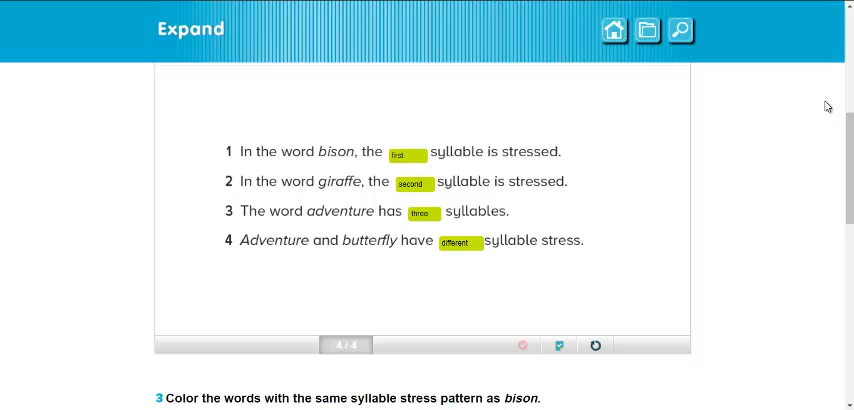 Expand
1 In the word bison, the first syllable is stressed.
2 In the word giraffe, the second syllable is stressed.
3 The word adventure has three syllables.
4 Adventure and butterfly have different syllable stress.
4 / 4
3 Color the words with the same syllable stress pattern as bison.